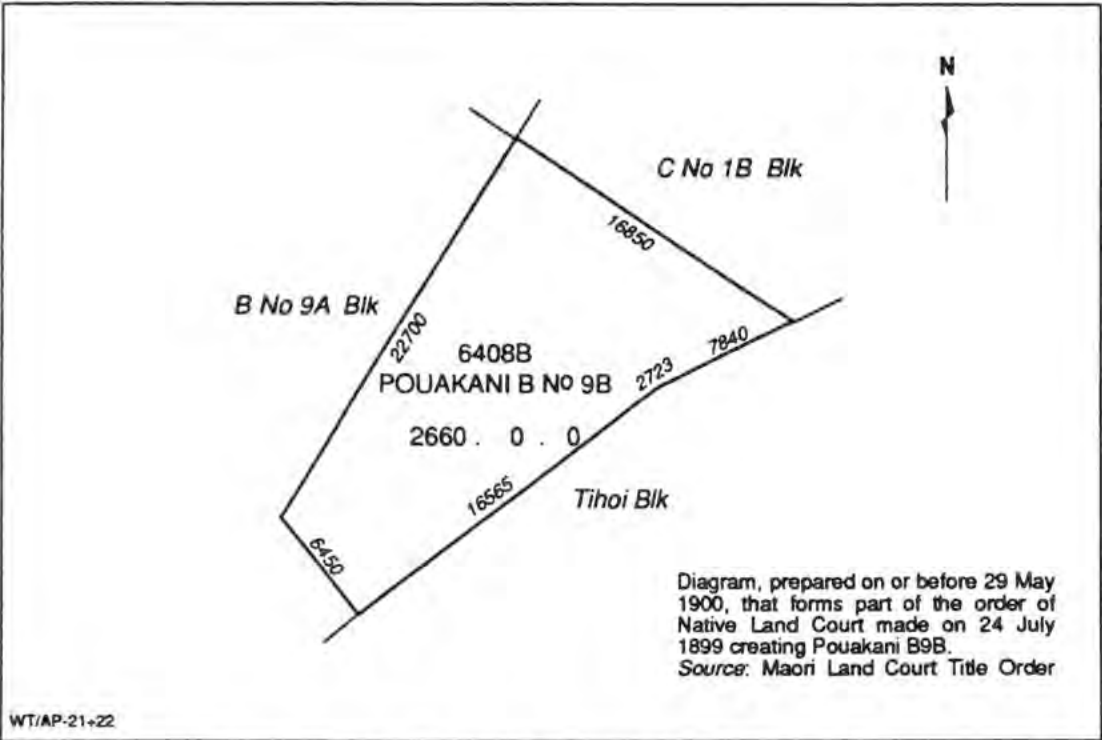 N
C No 1B Blk
16850
B No 9A Blk
22700
7840
6408B
2723
POUAKANI B Nº 9B
2660 . 0 . 0
16565
Tihoi Blk
6450
Diagram, prepared on or before 29 May
1900, that forms part of the order of
Native Land Court made on 24 July
1899 creating Pouakani B9B.
Source: Maori Land Court Title Order
WT/AP-21+22